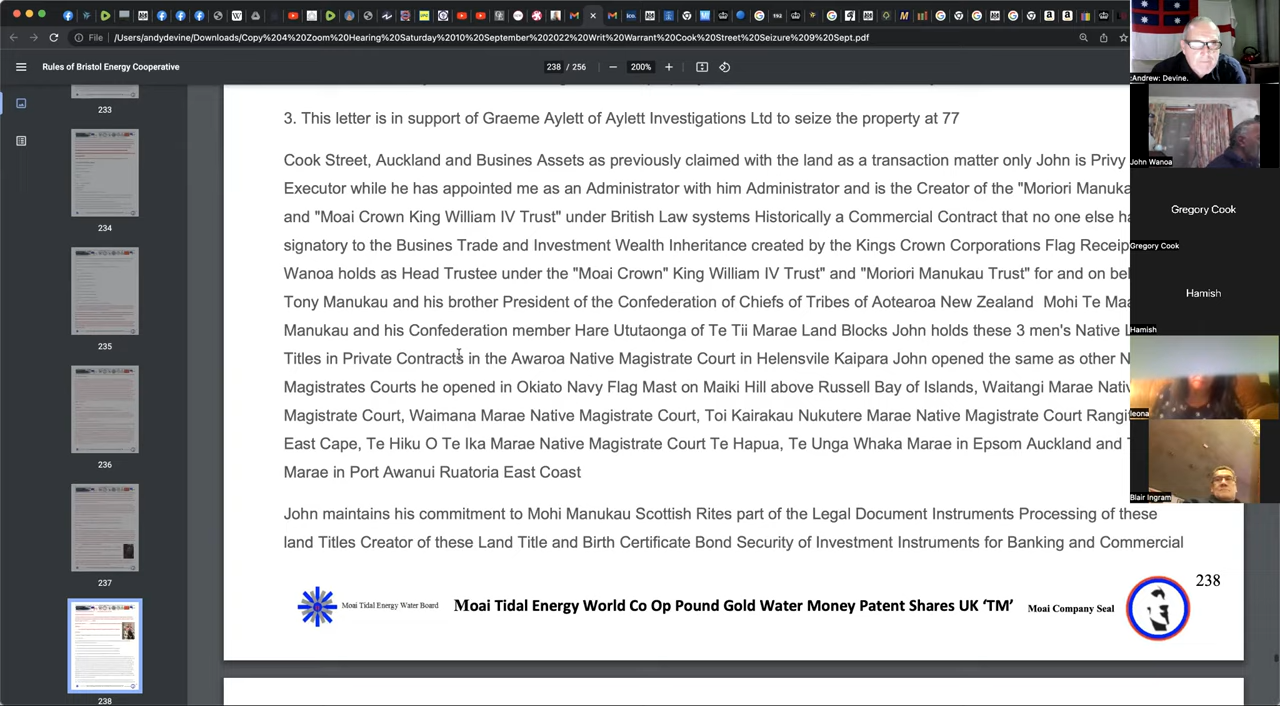 File /Users/andydevine/Downloads/Copy%204%20Zoom%20Hearing%20Saturday
2022%20Writ%20Warrant%20Cook%20Street%20Seizure%209%20Sept.pdf
Rules of Bristol Energy Cooperative
238 / 256
200%
233
234
235
236
237
238
3. This letter is in support of Graeme Aylett of Aylett Investigations Ltd to seize the property at 77
Cook Street, Auckland and Busines Assets as previously claimed with the land as a transaction matter only John is Privy
Executor while he has appointed me as an Administrator with him Administrator and is the Creator of the "Moriori Manuka
and "Moai Crown King William IV Trust" under British Law systems Historically a Commercial Contract that no one else ha
signatory to the Busines Trade and Investment Wealth Inheritance created by the Kings Crown Corporations Flag Receip
Wanoa holds as Head Trustee under the "Moai Crown" King William IV Trust" and "Moriori Manukau Trust" for and on bel
Tony Manukau and his brother President of the Confederation of Chiefs of Tribes of Aotearoa New Zealand Mohi Te Maa
Manukau and his Confederation member Hare Ututaonga of Te Tii Marae Land Blocks John holds these 3 men's Native L
Titles in Private Contracts in the Awaroa Native Magistrate Court in Helensvile Kaipara John opened the same as other N
Magistrates Courts he opened in Okiato Navy Flag Mast on Maiki Hill above Russell Bay of Islands, Waitangi Marae Nativ
Magistrate Court, Waimana Marae Native Magistrate Court, Toi Kairakau Nukutere Marae Native Magistrate Court Rangi
East Cape, Te Hiku O Te Ika Marae Native Magistrate Court Te Hapua, Te Unga Whaka Marae in Epsom Auckland and T
Marae in Port Awanui Ruatoria East Coast
John maintains his commitment to Mohi Manukau Scottish Rites part of the Legal Document Instruments Processing of these
land Titles Creator of these Land Title and Birth Certificate Bond Security of Investment Instruments for Banking and Commercial
Moai Tidal Energy Water Board
Moai Tidal Energy World Co Op Pound Gold Water Money Patent Shares UK ‘TM’
Moai Company Seal
238
:Andrew: Devine.
John Wanoa
Gregory Cook
Gregory Cook
Hamish
Hamish
leona
Blair Ingram